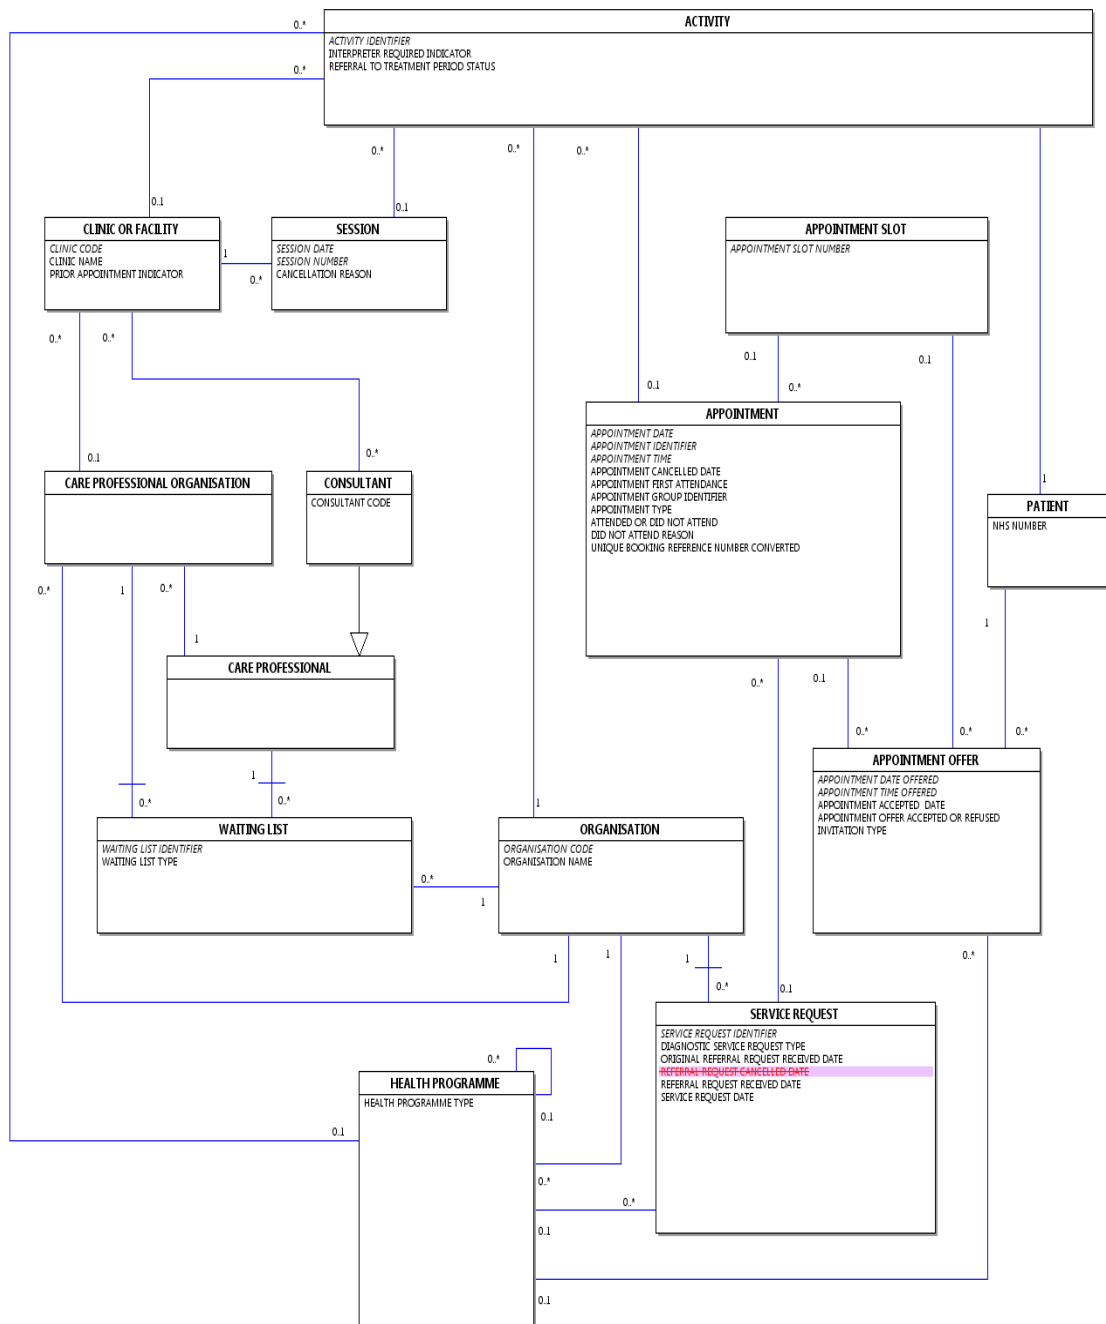 ACTIVITY
0..*
ACTIVITY IDENTIFIER
INTERPRETER REQUIRED INDICATOR
REFERRAL TO TREATMENT PERIOD STATUS
0..*
0..*
0..*
0..*
0..1
0..1
CLINIC OR FACILITY
CLINIC CODE
CLINIC NAME
PRIOR APPOINTMENT INDICATOR
1
0..*
SESSION
SESSION DATE
SESSION NUMBER
CANCELLATION REASON
APPOINTMENT SLOT
APPOINTMENT SLOT NUMBER
0..*
0..*
0..1
0..1
0..1
0..*
APPOINTMENT
APPOINTMENT DATE
APPOINTMENT IDENTIFIER
APPOINTMENT TIME
APPOINTMENT CANCELLED DATE
APPOINTMENT FIRST ATTENDANCE
APPOINTMENT GROUP IDENTIFIER
APPOINTMENT TYPE
ATTENDED OR DID NOT ATTEND
DID NOT ATTEND REASON
UNIQUE BOOKING REFERENCE NUMBER CONVERTED
0..1
0..*
CARE PROFESSIONAL ORGANISATION
CONSULTANT
CONSULTANT CODE
1
PATIENT
NHS NUMBER
0..*
1
0..*
1
1
CARE PROFESSIONAL
0..*
0..1
0..*
0..*
0..*
APPOINTMENT OFFER
APPOINTMENT DATE OFFERED
APPOINTMENT TIME OFFERED
APPOINTMENT ACCEPTED  DATE
APPOINTMENT OFFER ACCEPTED OR REFUSED
INVITATION TYPE
1
0..*
0..*
1
WAITING LIST
WAITING LIST IDENTIFIER
WAITING LIST TYPE
0..*
1
ORGANISATION
ORGANISATION CODE
ORGANISATION NAME
1
1
1
0..*
0..*
0..1
SERVICE REQUEST
SERVICE REQUEST IDENTIFIER
DIAGNOSTIC SERVICE REQUEST TYPE
ORIGINAL REFERRAL REQUEST RECEIVED DATE
REFERRAL REQUEST CANCELLED DATE
REFERRAL REQUEST RECEIVED DATE
SERVICE REQUEST DATE
0..*
HEALTH PROGRAMME
HEALTH PROGRAMME TYPE
0..1
0..1
0..*
0..*
0..1
0..1